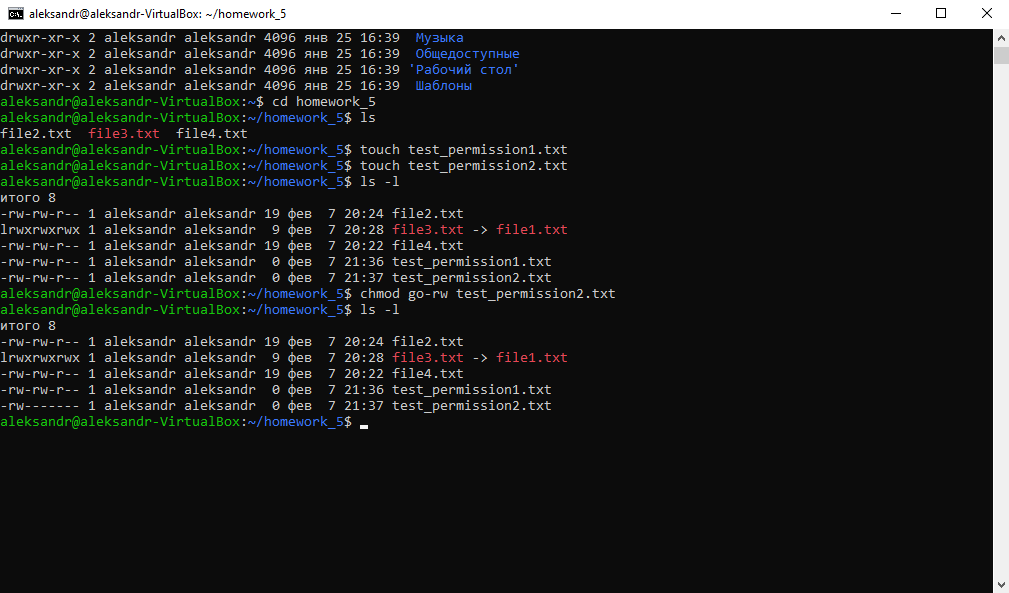 aleksandr@aleksandr-VirtualBox: ~/homework_5
drwxr-xr-x 2 aleksandr aleksandr 4096 янв 25 16:39  Музыка
drwxr-xr-x 2 aleksandr aleksandr 4096 янв 25 16:39  Общедоступные
drwxr-xr-x 2 aleksandr aleksandr 4096 янв 25 16:39 'Рабочий стол'
drwxr-xr-x 2 aleksandr aleksandr 4096 янв 25 16:39  Шаблоны
aleksandr@aleksandr-VirtualBox:~$ cd homework_5
aleksandr@aleksandr-VirtualBox:~/homework_5$ ls
file2.txt  file3.txt  file4.txt
aleksandr@aleksandr-VirtualBox:~/homework_5$ touch test_permission1.txt
aleksandr@aleksandr-VirtualBox:~/homework_5$ touch test_permission2.txt
aleksandr@aleksandr-VirtualBox:~/homework_5$ ls -l
итого 8
-rw-rw-r-- 1 aleksandr aleksandr 19 фев  7 20:24 file2.txt
lrwxrwxrwx 1 aleksandr aleksandr  9 фев  7 20:28 file3.txt -> file1.txt
-rw-rw-r-- 1 aleksandr aleksandr 19 фев  7 20:22 file4.txt
-rw-rw-r-- 1 aleksandr aleksandr  0 фев  7 21:36 test_permission1.txt
-rw-rw-r-- 1 aleksandr aleksandr  0 фев  7 21:37 test_permission2.txt
aleksandr@aleksandr-VirtualBox:~/homework_5$ chmod go-rw test_permission2.txt
aleksandr@aleksandr-VirtualBox:~/homework_5$ ls -l
итого 8
-rw-rw-r-- 1 aleksandr aleksandr 19 фев  7 20:24 file2.txt
lrwxrwxrwx 1 aleksandr aleksandr  9 фев  7 20:28 file3.txt -> file1.txt
-rw-rw-r-- 1 aleksandr aleksandr 19 фев  7 20:22 file4.txt
-rw-rw-r-- 1 aleksandr aleksandr  0 фев  7 21:36 test_permission1.txt
-rw------- 1 aleksandr aleksandr  0 фев  7 21:37 test_permission2.txt
aleksandr@aleksandr-VirtualBox:~/homework_5$